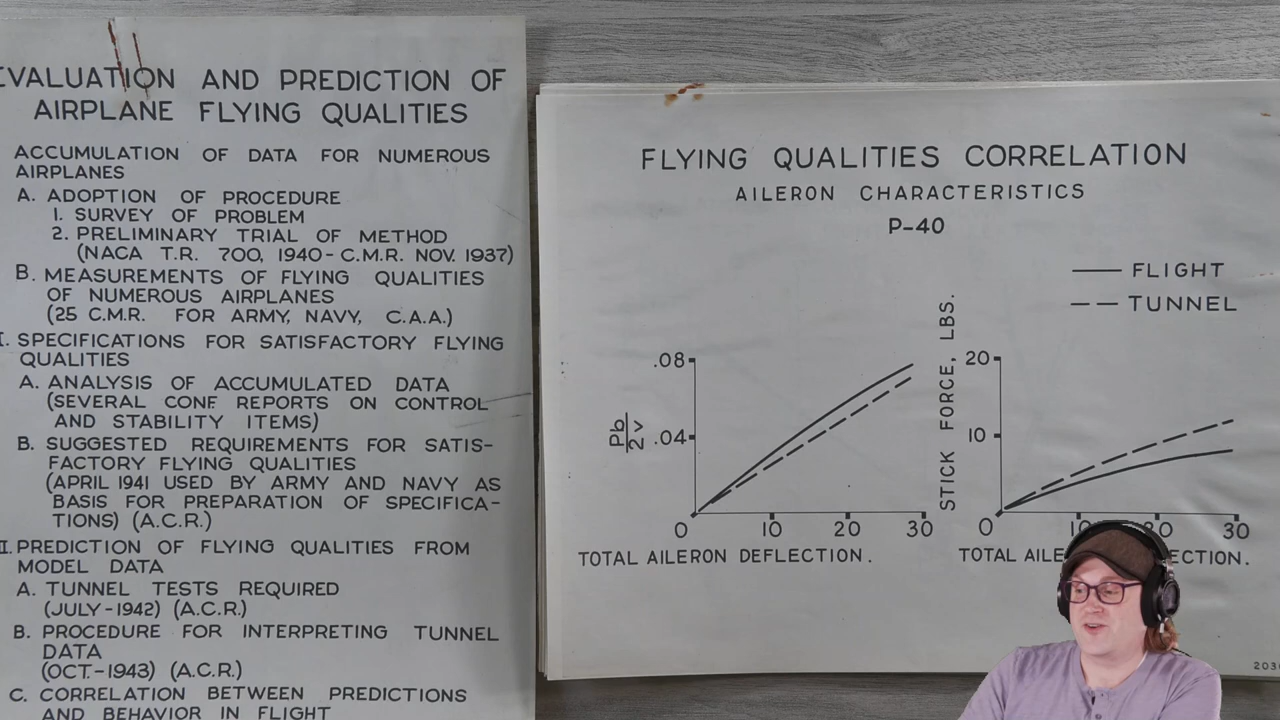 EVALUATION AND PREDICTION OF
AIRPLANE FLYING QUALITIES
ACCUMULATION OF DATA FOR NUMEROUS
AIRPLANES
A. ADOPTION OF PROCEDURE
1. SURVEY OF PROBLEM
2. PRELIMINARY TRIAL OF METHOD
(NACA T.R. 700, 1940-C.M.R. NOV. 1937)
B. MEASUREMENTS OF FLYING QUALITIES
OF NUMEROUS AIRPLANES
(25 C.M.R. FOR ARMY, NAVY, C.A.A.)
I. SPECIFICATIONS FOR SATISFACTORY FLYING
QUALITIES
A. ANALYSIS OF ACCUMULATED DATA
(SEVERAL CONF. REPORTS ON CONTROL
AND STABILITY ITEMS)
B. SUGGESTED REQUIREMENTS FOR SATIS-
FACTORY FLYING QUALITIES
(APRIL 1941 USED BY ARMY AND NAVY AS
BASIS FOR PREPARATION OF SPECIFICA-
TIONS) (A.C.R.)
II. PREDICTION OF FLYING QUALITIES FROM
MODEL DATA
A. TUNNEL TESTS REQUIRED
(JULY-1942) (A.C.R.)
B. PROCEDURE FOR INTERPRETING TUNNEL
DATA
(OCT.-1943) (A.C.R.)
C. CORRELATION BETWEEN PREDICTIONS
AND BEHAVIOR IN FLIGHT
FLYING QUALITIES CORRELATION
AILERON CHARACTERISTICS
P-40
FLIGHT
TUNNEL
.08
.04
Pb
2V
0 10 20 30
TOTAL AILERON DEFLECTION.
STICK FORCE, LBS.
20
10
0 10 20 30
TOTAL AILE ECTION.
203